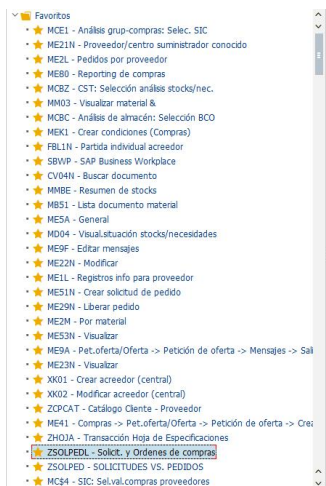 Favoritos
MCE1 - Análisis grup-compras: Selec. SIC
ME21N - Proveedor/centro suministrador conocido
ME2L - Pedidos por proveedor
MEB0 - Reporting de compras
MCBZ - CST: Selección análisis stocks/nec.
MM03 - Visualizar material &
MCBC - Análisis de almacén: Selección BCO
MEK1 - Crear condiciones (Compras)
FBL1N - Partida individual acreedor
SBWP - SAP Business Workplace
CV04N - Buscar documento
MMBE - Resumen de stocks
MB51 - Lista documento material
ME5A - General
MD04 - Visual.situación stocks/necesidades
ME9F - Editar mensajes
ME22N - Modificar
ME1L - Registros info para proveedor
ME51N - Crear solicitud de pedido
ME29N - Liberar pedido
ME2M - Por material
ME53N - Visualizar
ME9A - Pet.oferta/Oferta -> Petición de oferta -> Mensajes -> Sali
ME23N - Visualizar
XK01 - Crear acreedor (central)
XK02 - Modificar acreedor (central)
ZCPCAT - Catálogo Cliente - Proveedor
ME41 - Compras -> Pet.oferta/Oferta -> Petición de oferta -> Crea
ZHOJA - Transacción Hoja de Especificaciones
ZSOLPEDL - Solicit. y Ordenes de compras
ZSOLPED - SOLICITUDES VS. PEDIDOS
MC$4 - SIC: Sel.val.compras proveedores